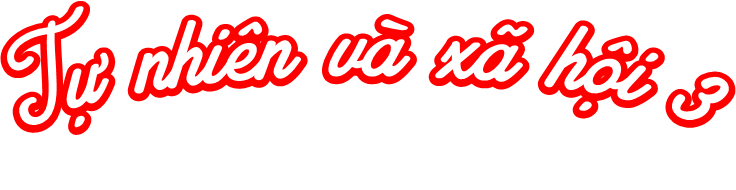 Tự nhiên và xã hội 3